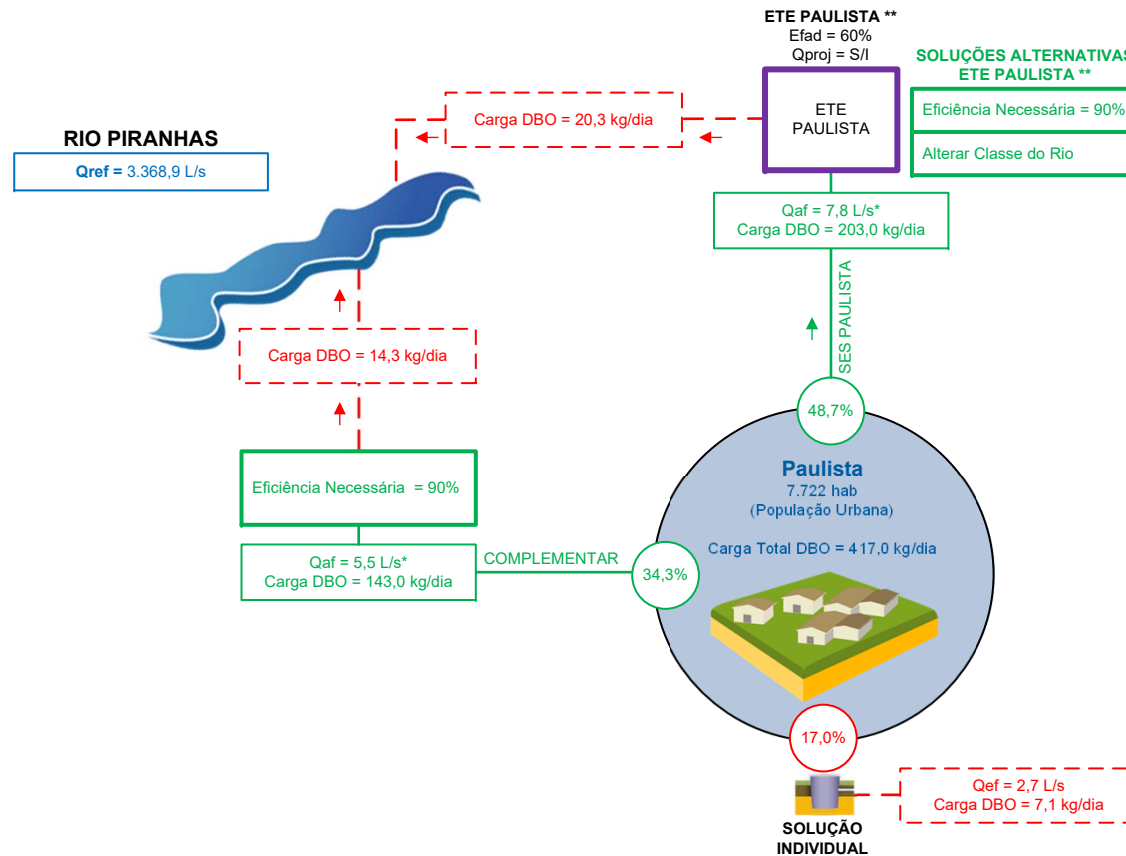 ETE PAULISTA **
Efad = 60%
Qproj = S/I
ETE
PAULISTA
SOLUÇÕES ALTERNATIVAS
ETE PAULISTA **
Eficiência Necessária = 90%
Alterar Classe do Rio
Carga DBO = 20,3 kg/dia
RIO PIRANHAS
Qref = 3.368,9 L/s
Qaf = 7,8 L/s*
Carga DBO = 203,0 kg/dia
SES PAULISTA
Carga DBO = 14,3 kg/dia
48,7%
Eficiência Necessária = 90%
Paulista
7.722 hab
(População Urbana)
Carga Total DBO = 417,0 kg/dia
Qaf = 5,5 L/s*
Carga DBO = 143,0 kg/dia
COMPLEMENTAR
34,3%
17,0%
Qef = 2,7 L/s
Carga DBO = 7,1 kg/dia
SOLUÇÃO
INDIVIDUAL